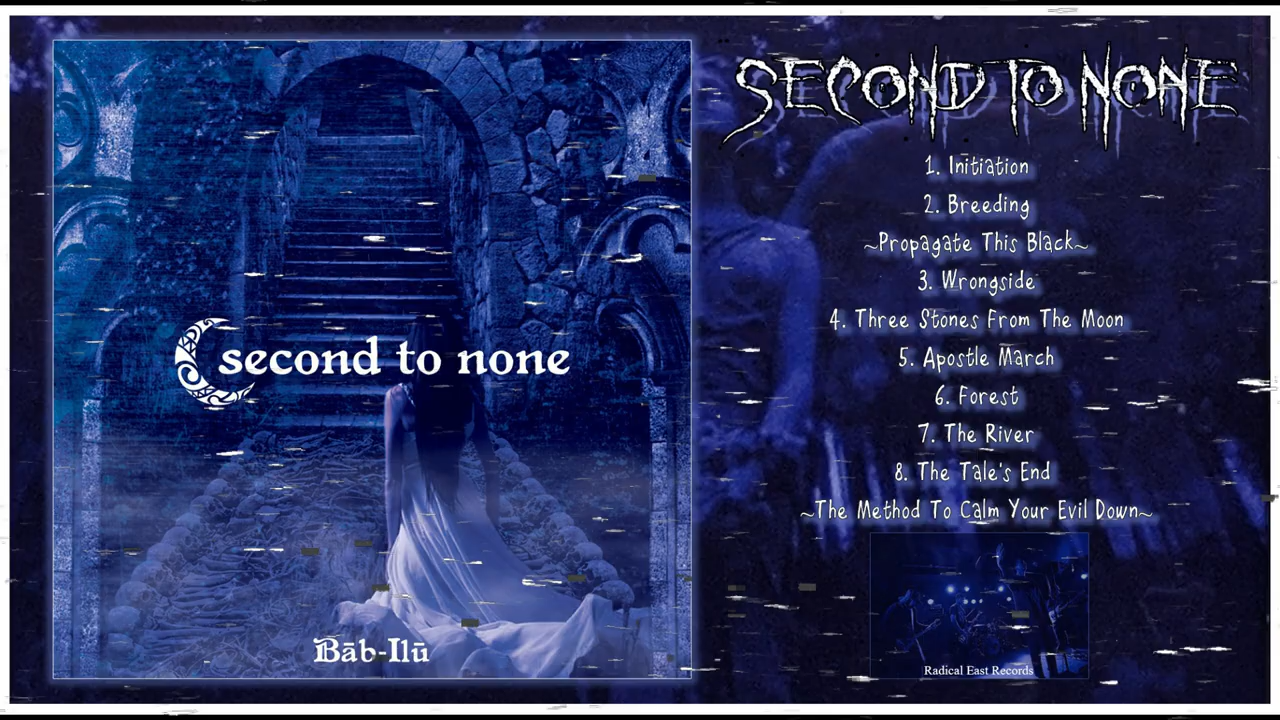 second to none
Bāb-Ilū
SECOND TO NONE
1. Initiation
2. Breeding
~Propagate This Black~
3. Wrongside
4. Three Stones From The Moon
5. Apostle March
6. Forest
7. The River
8. The Tale's End
~The Method To Calm Your Evil Down~
Radical East Records